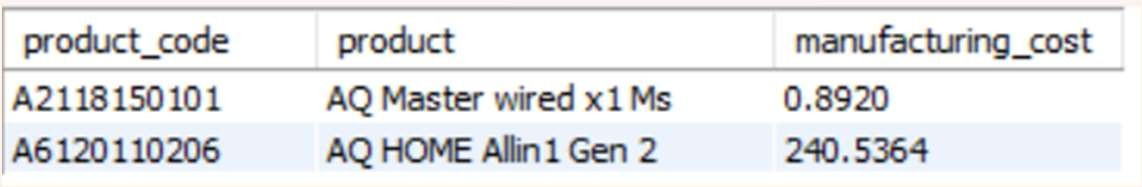 product_code product manufacturing_cost
A2118150101 AQ Master wired x1 Ms 0.8920
A6120110206 AQ HOME Allin1 Gen 2 240.5364